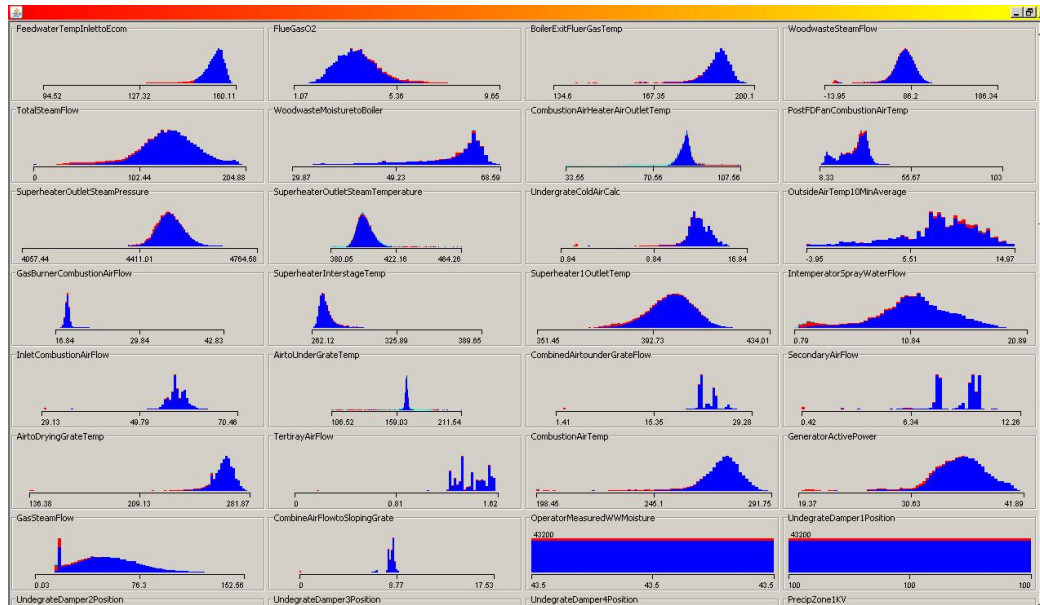 FeedwaterTempInlettoEcom
94.52 127.32 160.11
FlueGasO2
1.07 5.36 9.65
BoilerExitFluerGasTemp
134.6 167.35 200.1
WoodwasteSteamFlow
-13.95 86.2 186.34
TotalSteamFlow
0 102.44 204.88
WoodwasteMoisturetoBoiler
29.87 49.23 68.59
CombustionAirHeaterAirOutletTemp
33.55 70.56 107.56
PostFDFanCombustionAirTemp
8.33 55.67 103
SuperheaterOutletSteamPressure
4057.44 4411.01 4764.58
SuperheaterOutletSteamTemperature
380.05 422.16 464.26
UndergrateColdAirCalc
0.84 8.84 16.84
OutsideAirTemp10MinAverage
-3.95 5.51 14.97
GasBurnerCombustionAirFlow
16.84 29.84 42.83
SuperheaterInterstageTemp
262.12 325.89 389.65
Superheater1OutletTemp
351.46 392.73 434.01
IntemperatorSprayWaterFlow
0.79 10.84 20.89
InletCombustionAirFlow
29.13 49.79 70.46
AirtoUnderGrateTemp
106.52 159.03 211.54
CombinedAirtounderGrateFlow
1.41 15.35 29.28
SecondaryAirFlow
0.42 6.34 12.26
AirtoDryingGrateTemp
136.38 209.13 281.87
TertirayAirFlow
0 0.81 1.62
CombustionAirTemp
198.46 245.1 291.75
GeneratorActivePower
19.37 30.63 41.89
GasSteamFlow
0.03 76.3 152.56
CombineAirFlowtoSlopingGrate
0 8.77 17.53
OperatorMeasuredWWMoisture
43200
43.5 43.5 43.5
UndegrateDamper1Position
43200
100 100 100
UndegrateDamper2Position
UndegrateDamper3Position
UndegrateDamper4Position
PrecipZone1KV